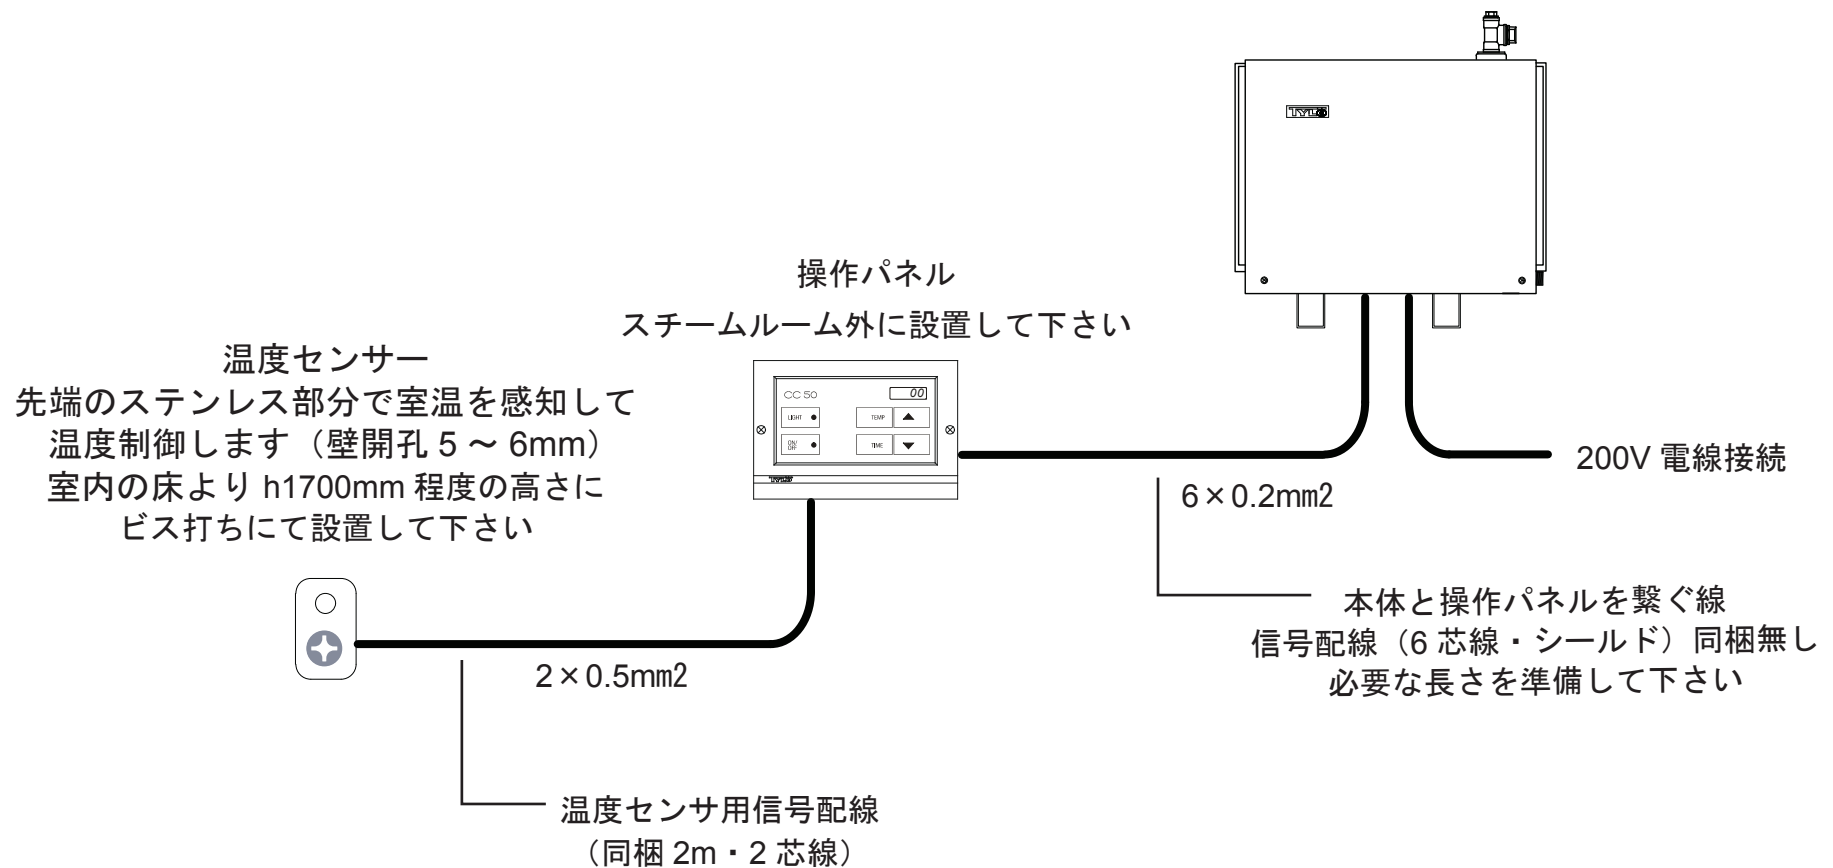 TYLÖ
操作パネル
スチームルーム外に設置して下さい
温度センサー
先端のステンレス部分で室温を感知して
温度制御します（壁開孔 5 ～ 6mm）
室内の床より h1700mm 程度の高さに
ビス打ちにて設置して下さい
CC 50
00
LIGHT
TEMP
ON/
OFF
TIME
TYLÖ
200V 電線接続
6×0.2mm2
本体と操作パネルを繋ぐ線
信号配線（6 芯線・シールド）同梱無し
必要な長さを準備して下さい
2×0.5mm2
温度センサ用信号配線
（同梱 2m・2 芯線）